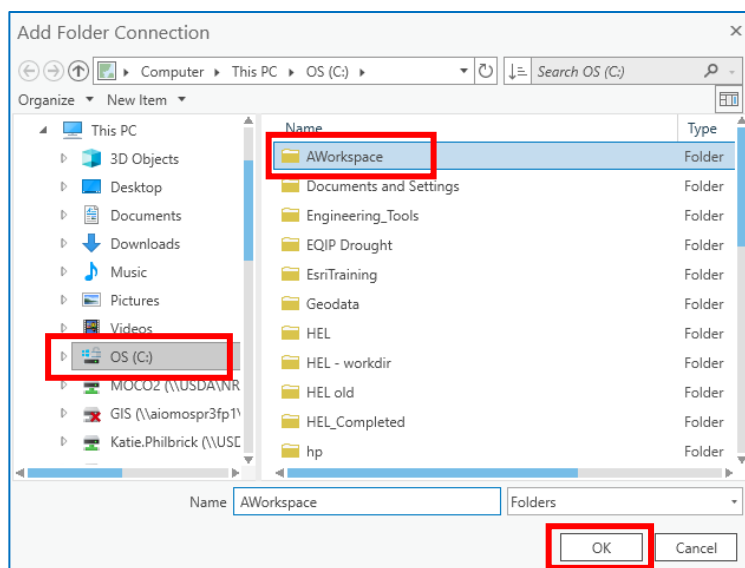 Add Folder Connection
Computer This PC OS (C:) Search OS (C:)
Organize New Item
This PC
3D Objects
Desktop
Documents
Downloads
Music
Pictures
Videos
OS (C:)
MOCO2 (\\USDA\NR
GIS (\\aiomospr3fp1\
Katie.Philbrick (\\USD
Name Type
AWorkspace Folder
Documents and Settings Folder
Engineering_Tools Folder
EQIP Drought Folder
EsriTraining Folder
Geodata Folder
HEL Folder
HEL - workdir Folder
HEL old Folder
HEL_Completed Folder
hp Folder
Name AWorkspace Folders
OK Cancel